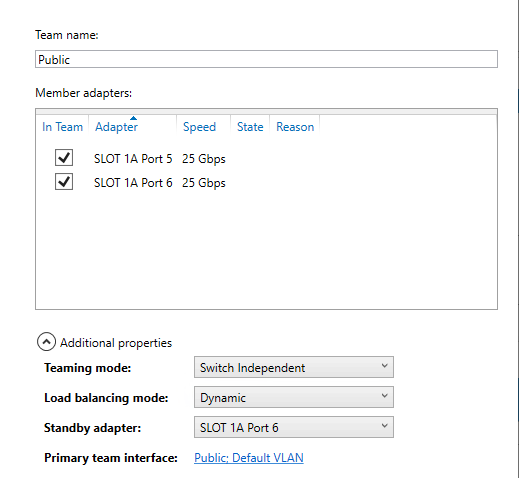 Team name:
Public
Member adapters:
In Team Adapter Speed State Reason
SLOT 1A Port 5 25 Gbps
SLOT 1A Port 6 25 Gbps
Additional properties
Teaming mode: Switch Independent
Load balancing mode: Dynamic
Standby adapter: SLOT 1A Port 6
Primary team interface: Public; Default VLAN